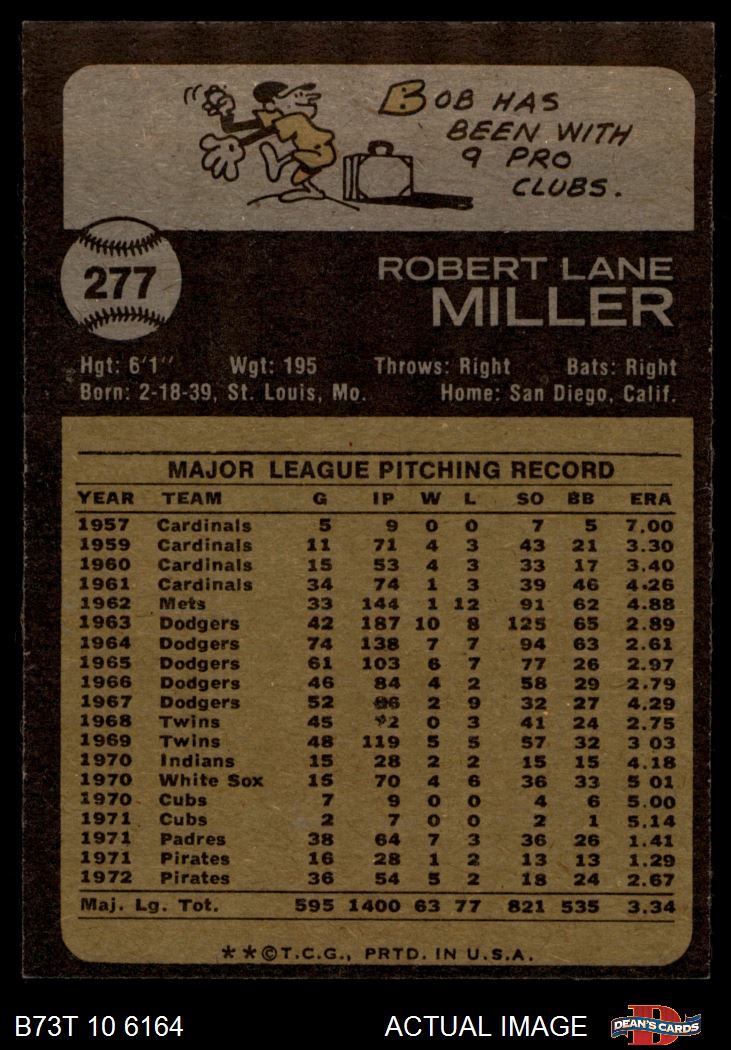 BOB HAS
BEEN WITH
9 PRO
CLUBS.
277
ROBERT LANE
MILLER
Hgt: 6'1" Wgt: 195 Throws: Right Bats: Right
Born: 2-18-39, St. Louis, Mo. Home: San Diego, Calif.
MAJOR LEAGUE PITCHING RECORD
YEAR TEAM G IP W L SO BB ERA
1957 Cardinals 5 9 0 0 7 5 7.00
1959 Cardinals 11 71 4 3 43 21 3.30
1960 Cardinals 15 53 4 3 33 17 3.40
1961 Cardinals 34 74 1 3 39 46 4.26
1962 Mets 33 144 1 12 91 62 4.88
1963 Dodgers 42 187 10 8 125 65 2.89
1964 Dodgers 74 138 7 7 94 63 2.61
1965 Dodgers 61 103 6 7 77 26 2.97
1966 Dodgers 46 84 4 2 58 29 2.79
1967 Dodgers 52 2 9 32 27 4.29
1968 Twins 45 0 3 41 24 2.75
1969 Twins 48 119 5 5 57 32 3 03
1970 Indians 15 28 2 2 15 15 4.18
1970 White Sox 15 70 4 6 36 33 5 01
1970 Cubs 7 9 0 0 4 6 5.00
1971 Cubs 2 7 0 0 2 1 5.14
1971 Padres 38 64 7 3 36 26 1.41
1971 Pirates 16 28 1 2 13 13 1.29
1972 Pirates 36 54 5 2 18 24 2.67
Maj. Lg. Tot. 595 1400 63 77 821 535 3.34
**©T.C.G., PRTD. IN U.S.A.
B73T 10 6164 ACTUAL IMAGE D DEAN'S CARDS